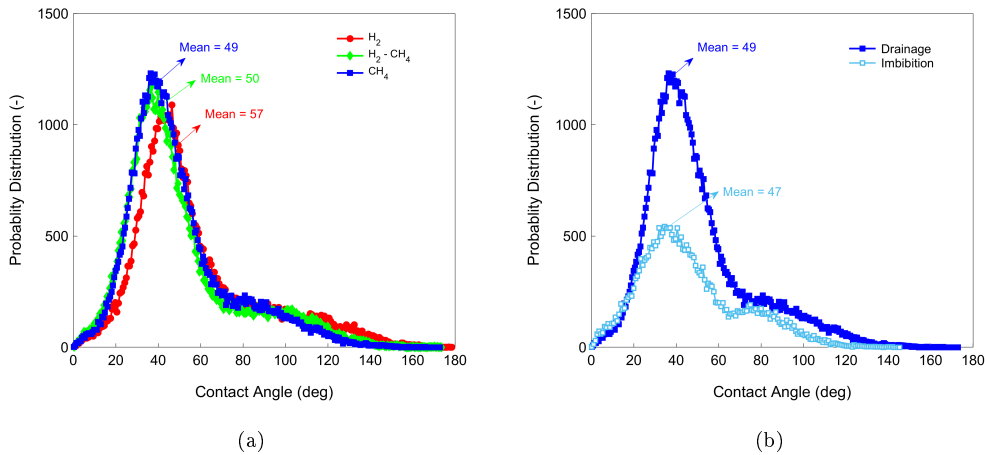 1500
1000
500
0
0
20
40
60
80
100
120
140
160
180
Probablity Distribution (-)
Contact Angle (deg)
Mean = 49
Mean = 50
Mean = 57
H2
H2 - CH4
CH4
(a)
1500
1000
500
0
0
20
40
60
80
100
120
140
160
180
Probablity Distribution (-)
Contact Angle (deg)
Mean = 49
Mean = 47
Drainage
Imbibition
(b)